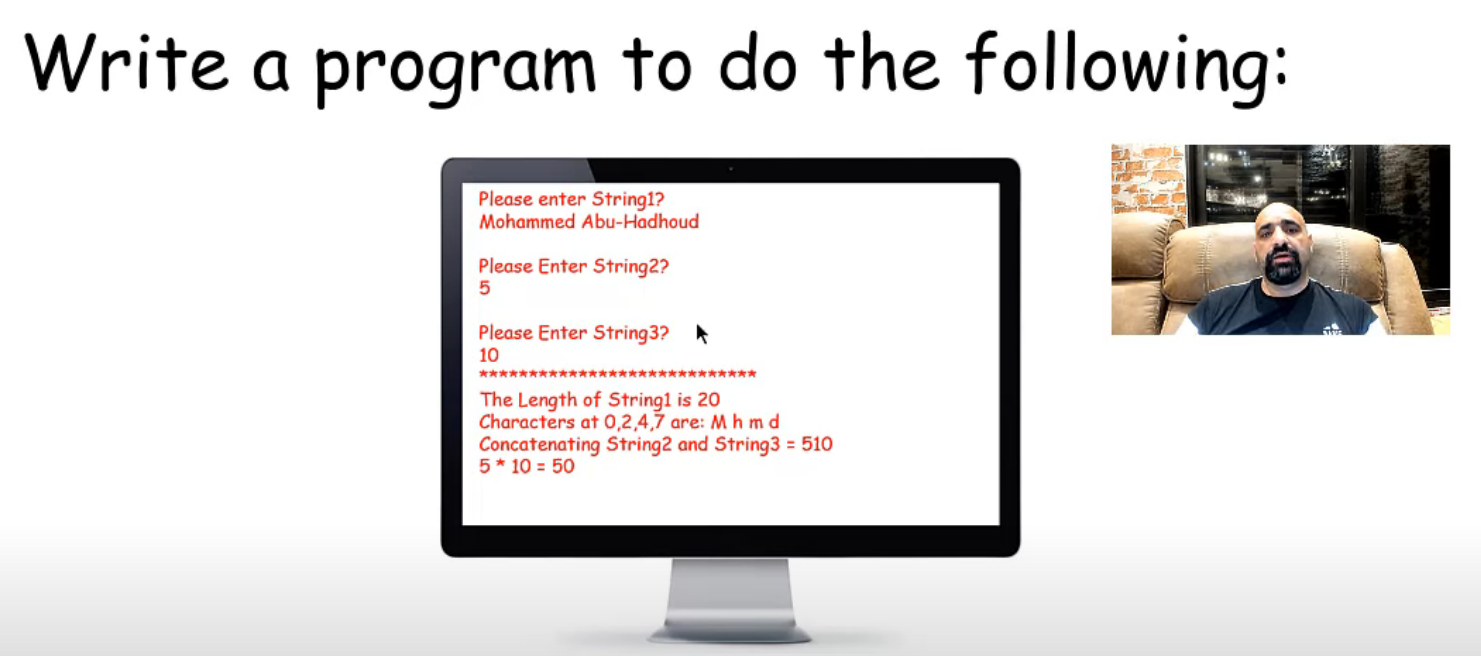 Write a program to do the following:
Please enter String1?
Mohammed Abu-Hadhoud
Please Enter String2?
5
Please Enter String3?
10
****************************
The Length of String1 is 20
Characters at 0,2,4,7 are: M h m d
Concatenating String2 and String3 = 510
5 * 10 = 50